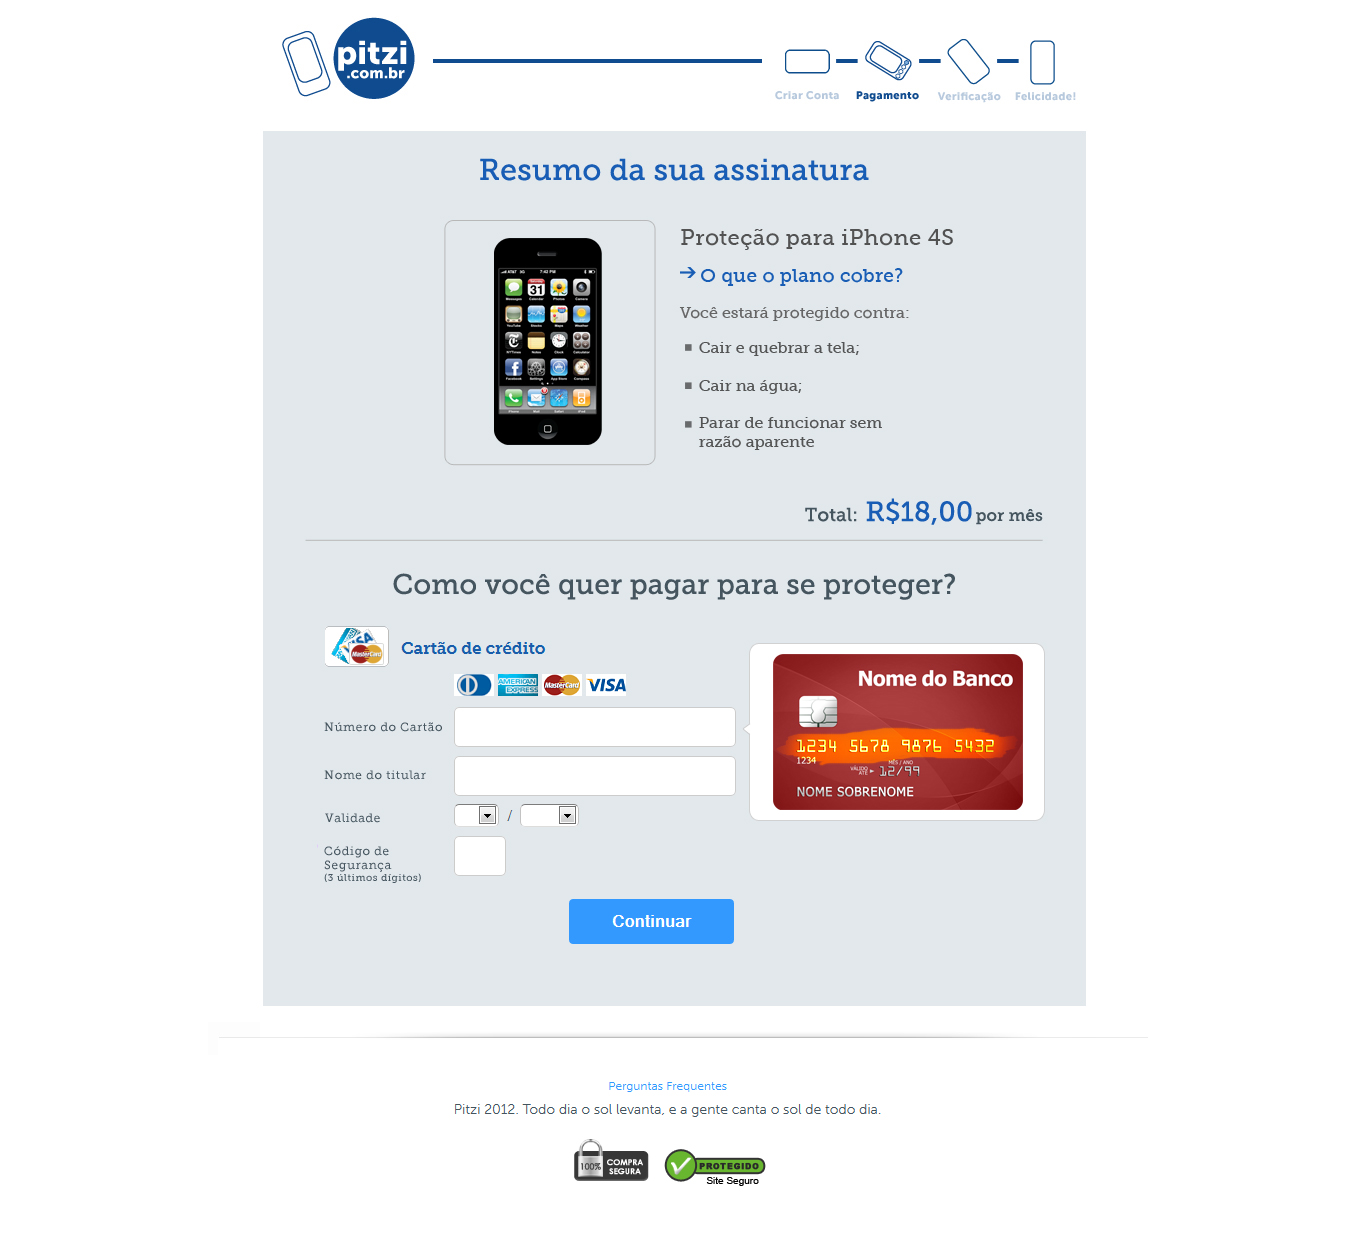 pitzi
.com.br
Criar Conta
Pagamento
Verificação
Felicidade!
Resumo da sua assinatura
Proteção para iPhone 4S
O que o plano cobre?
Você estará protegido contra:
Cair e quebrar a tela;
Cair na água;
Parar de funcionar sem
razão aparente
Total: R$18,00 por mês
Como você quer pagar para se proteger?
Cartão de crédito
AMERICAN
EXPRESS
MasterCard
VISA
Número do Cartão
Nome do titular
Validade
/
Código de
Segurança
(3 últimos dígitos)
Nome do Banco
1234 5678 9876 5432
1234
MÊS / ANO
VÁLIDO
ATÉ
12/99
NOME SOBRENOME
Continuar
Perguntas Frequentes
Pitzi 2012. Todo dia o sol levanta, e a gente canta o sol de todo dia.
100%
COMPRA
SEGURA
PROTEGIDO
Site Seguro